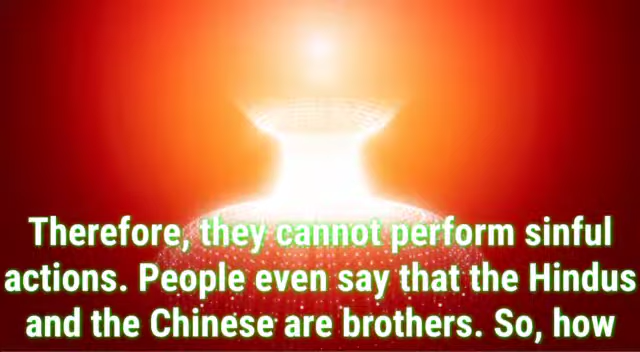 Therefore, they cannot perform sinful
actions. People even say that the Hindus
and the Chinese are brothers. So, how